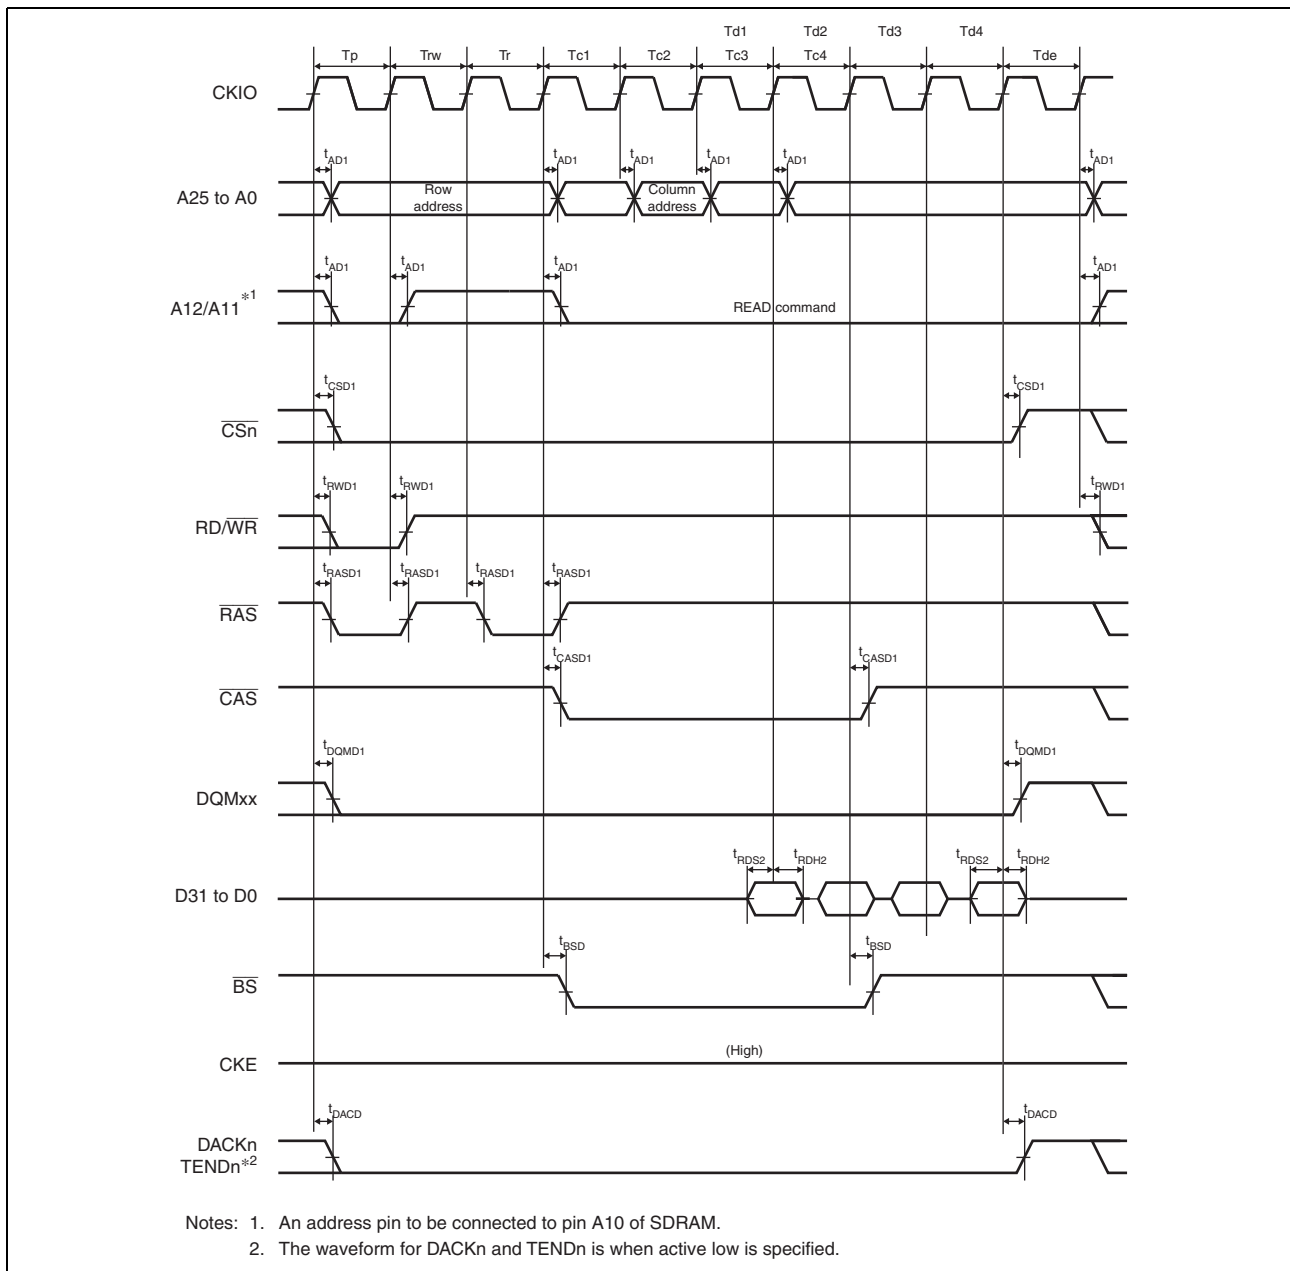 Td1 Td2 Td3 Td4
Tp Trw Tr Tc1 Tc2 Tc3 Tc4 Tde
CKIO
tAD1 tAD1 tAD1 tAD1 tAD1 tAD1
A25 to A0
Row address
Column address
tAD1 tAD1 tAD1 tAD1
A12/A11*1
READ command
tCSD1 tCSD1
CSn
tRWD1 tRWD1 tRWD1
RD/WR
tRASD1 tRASD1 tRASD1 tRASD1
RAS
tCASD1 tCASD1
CAS
tDQMD1 tDQMD1
DQMxx
tRDS2 tRDH2 tRDS2 tRDH2
D31 to D0
tBSD tBSD
BS
(High)
CKE
tDACD tDACD
DACKn
TENDn*2
Notes: 1. An address pin to be connected to pin A10 of SDRAM.
2. The waveform for DACKn and TENDn is when active low is specified.